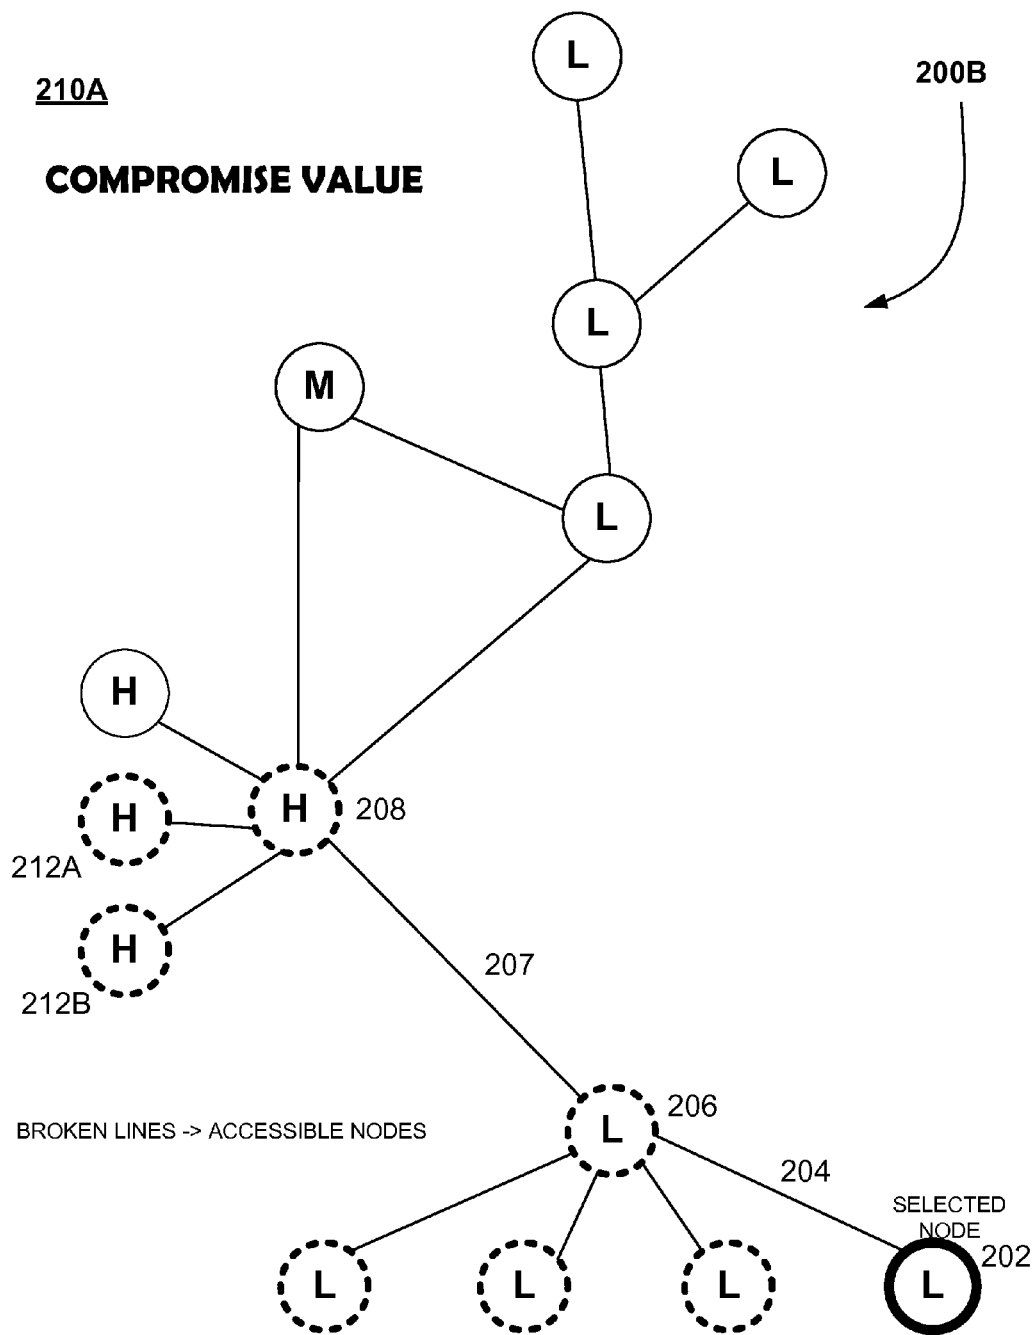 L
210A
200B
COMPROMISE VALUE
L
L
M
L
H
H
H
208
212A
H
207
212B
206
BROKEN LINES -> ACCESSIBLE NODES
L
204
SELECTED
NODE
202
L
L
L
L